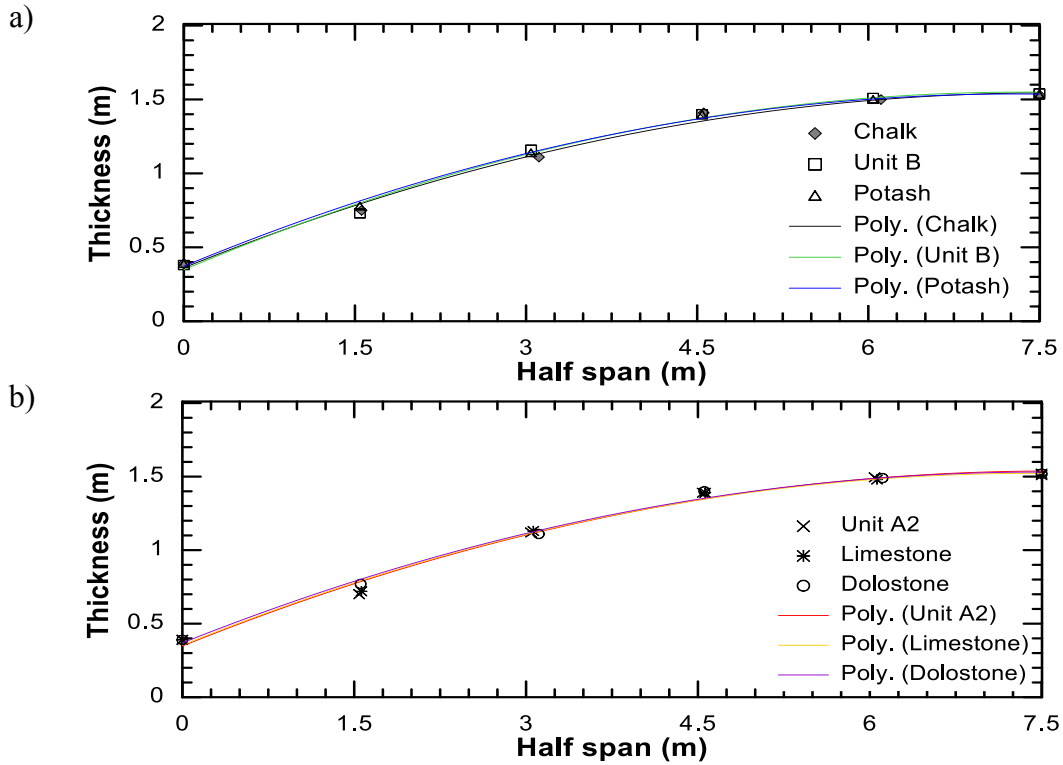 a)
2
1.5
1
0.5
0
Thickness (m)
Chalk
Unit B
Potash
Poly. (Chalk)
Poly. (Unit B)
Poly. (Potash)
0 1.5 3 4.5 6 7.5
Half span (m)
b)
2
1.5
1
0.5
0
Thickness (m)
Unit A2
Limestone
Dolostone
Poly. (Unit A2)
Poly. (Limestone)
Poly. (Dolostone)
0 1.5 3 4.5 6 7.5
Half span (m)